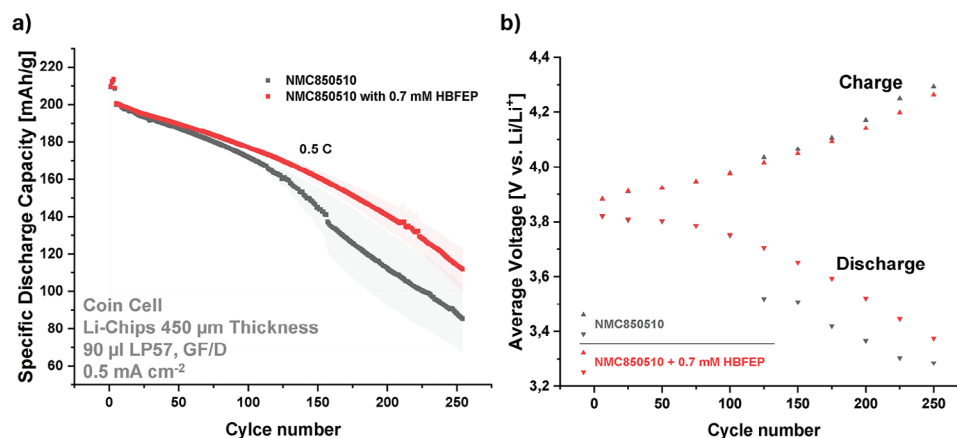 a)
Specific Discharge Capacity [mAh/g]
220
200
180
160
140
120
100
80
60
0
50
100
150
200
250
Cylce number
NMC850510
NMC850510 with 0.7 mM HBFEP
0.5 C
Coin Cell
Li-Chips 450 µm Thickness
90 µl LP57, GF/D
0.5 mA cm-2
b)
Average Voltage [V vs. Li/Li+]
4,4
4,2
4,0
3,8
3,6
3,4
3,2
0
50
100
150
200
250
Cycle number
Charge
Discharge
NMC850510
NMC850510 + 0.7 mM HBFEP